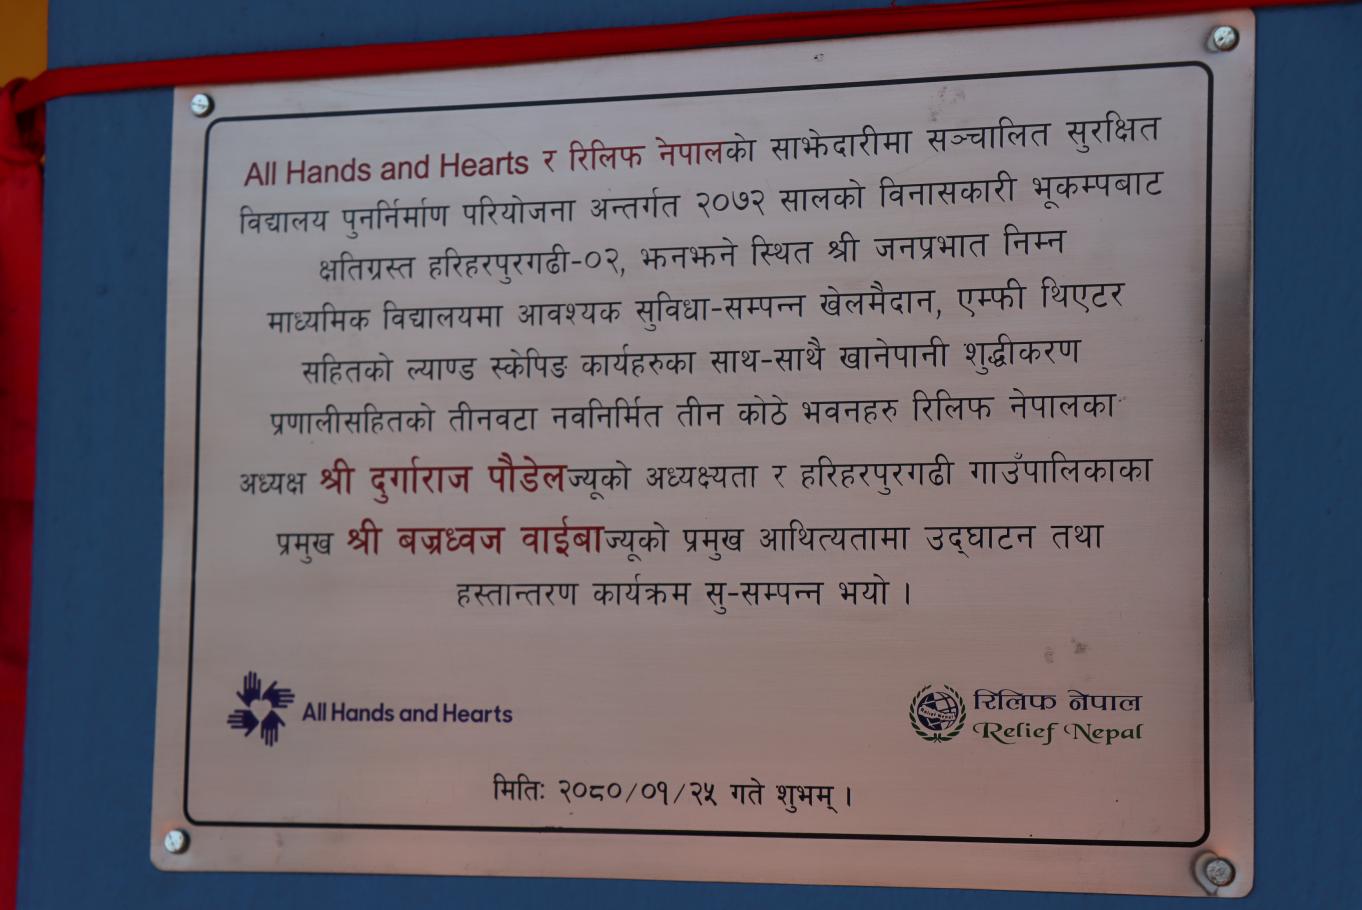 All Hands and Hearts र रिलिफ नेपालको साझेदारीमा सञ्चालित सुरक्षित
विद्यालय पुनर्निर्माण परियोजना अन्तर्गत २०७२ सालको विनासकारी भूकम्पबाट
क्षतिग्रस्त हरिहरपुरगढी-०२, झनझने स्थित श्री जनप्रभात निम्न
माध्यमिक विद्यालयमा आवश्यक सुविधा-सम्पन्न खेलमैदान, एम्फी थिएटर
सहितको ल्याण्ड स्केपिङ कार्यहरुका साथ-साथै खानेपानी शुद्धीकरण
प्रणालीसहितको तीनवटा नवनिर्मित तीन कोठे भवनहरु रिलिफ नेपालका
अध्यक्ष श्री दुर्गाराज पौडेलज्यूको अध्यक्ष्यता र हरिहरपुरगढी गाउँपालिकाका
प्रमुख श्री बज्रध्वज वाईबाज्यूको प्रमुख आथित्यतामा उद्घाटन तथा
हस्तान्तरण कार्यक्रम सु-सम्पन्न भयो ।
All Hands and Hearts
रिलिफ नेपाल
Relief Nepal
मितिः २०८०/०१/२५ गते शुभम् ।